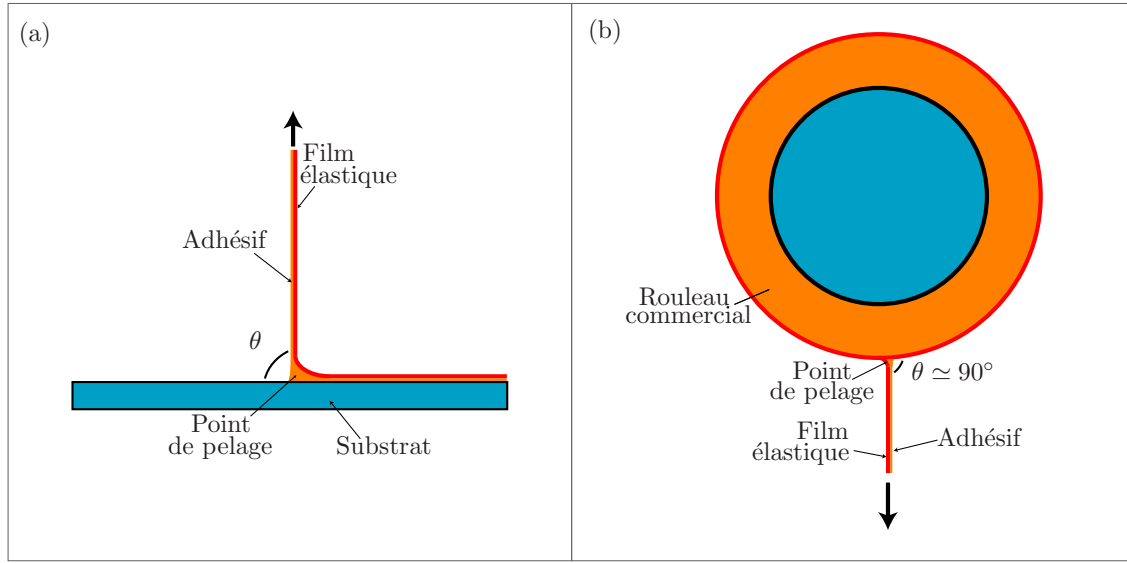 (a)
Film
élastique
Adhésif
θ
Point
de pelage
Substrat
(b)
Rouleau
commercial
Point
de pelage
θ ≃ 90°
Film
élastique
Adhésif